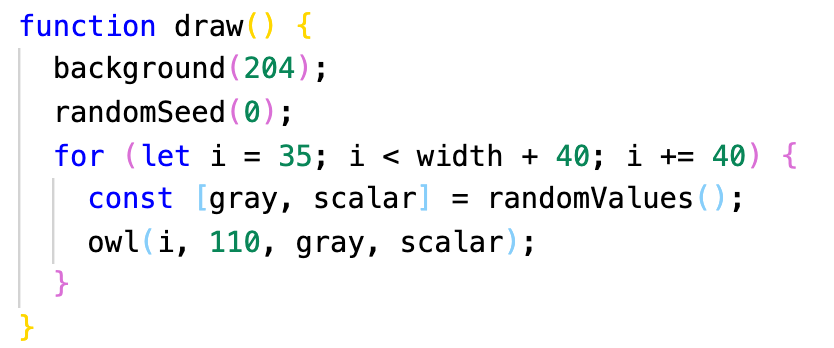 function draw() {
  background(204);
  randomSeed(0);
  for (let i = 35; i < width + 40; i += 40) {
    const [gray, scalar] = randomValues();
    owl(i, 110, gray, scalar);
  }
}